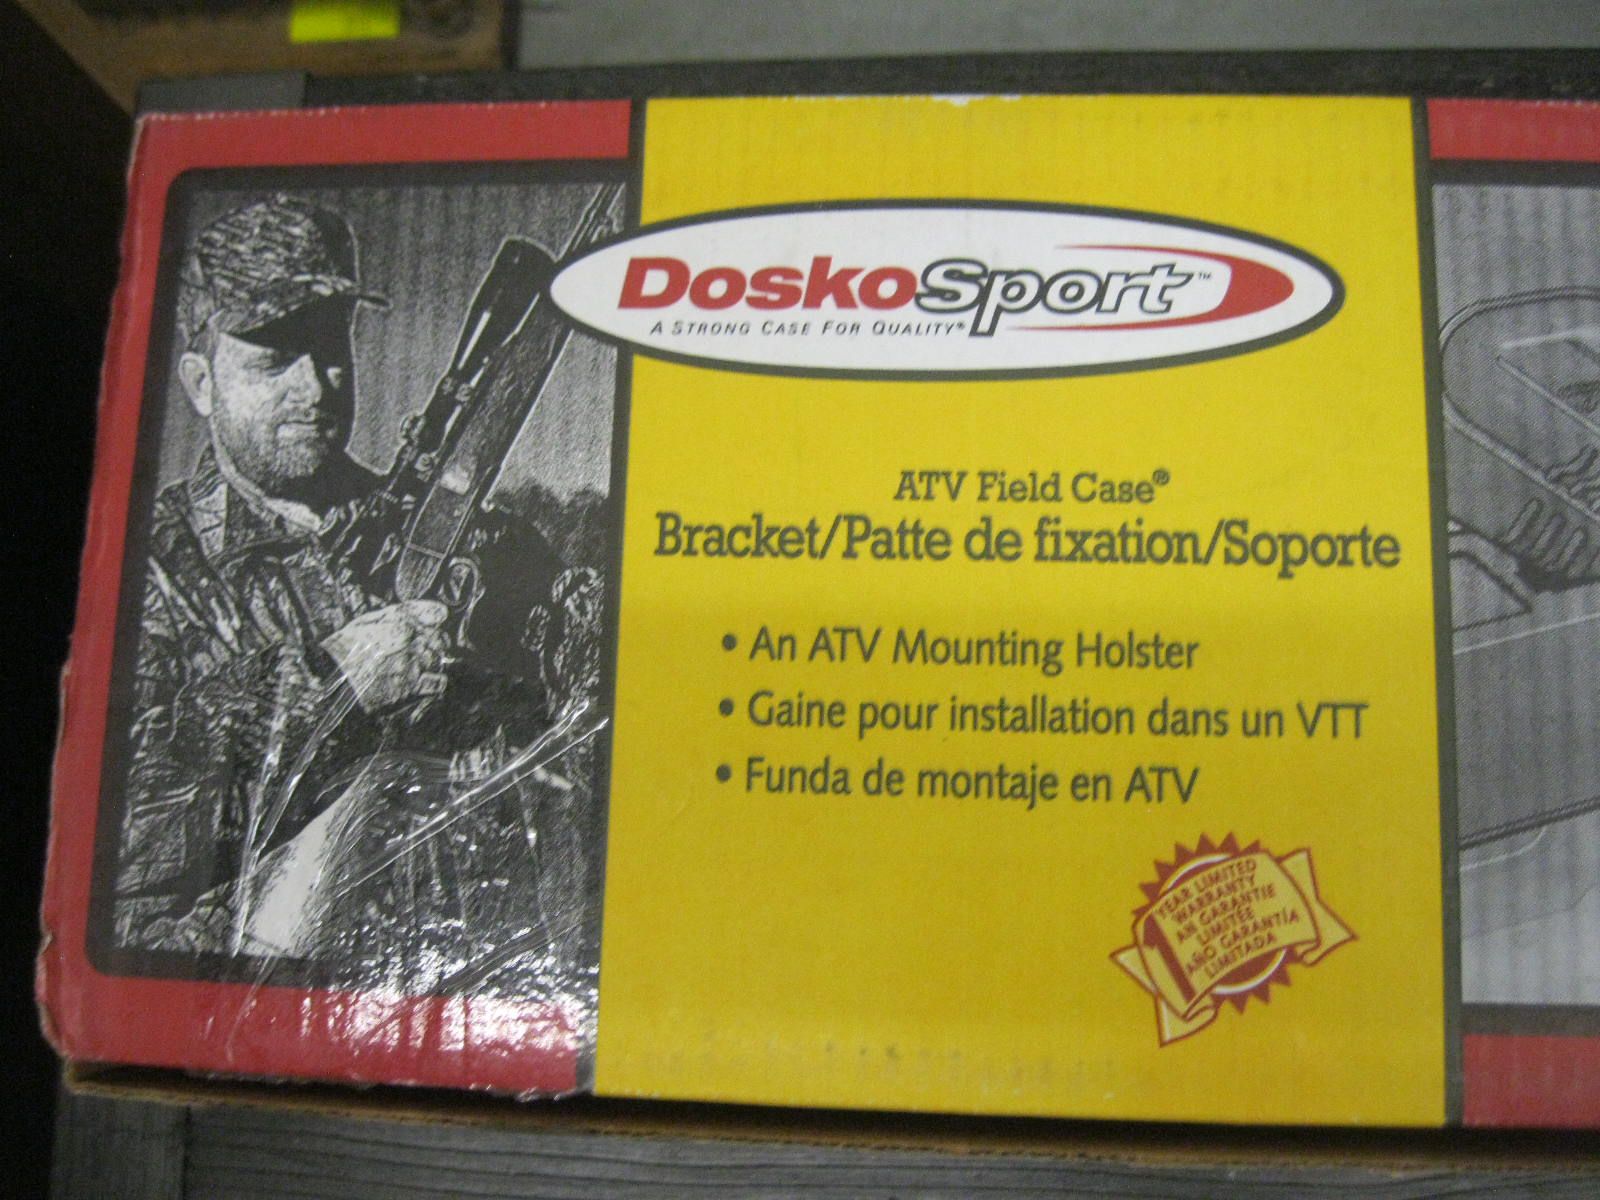 DoskoSport™
A STRONG CASE FOR QUALITY®
ATV Field Case®
Bracket/Patte de fixation/Soporte
• An ATV Mounting Holster
• Gaine pour installation dans un VTT
• Funda de montaje en ATV
1
YEAR LIMITED
WARRANTY
AN GARANTIE
LIMITÉE
AÑO GARANTÍA
LIMITADA